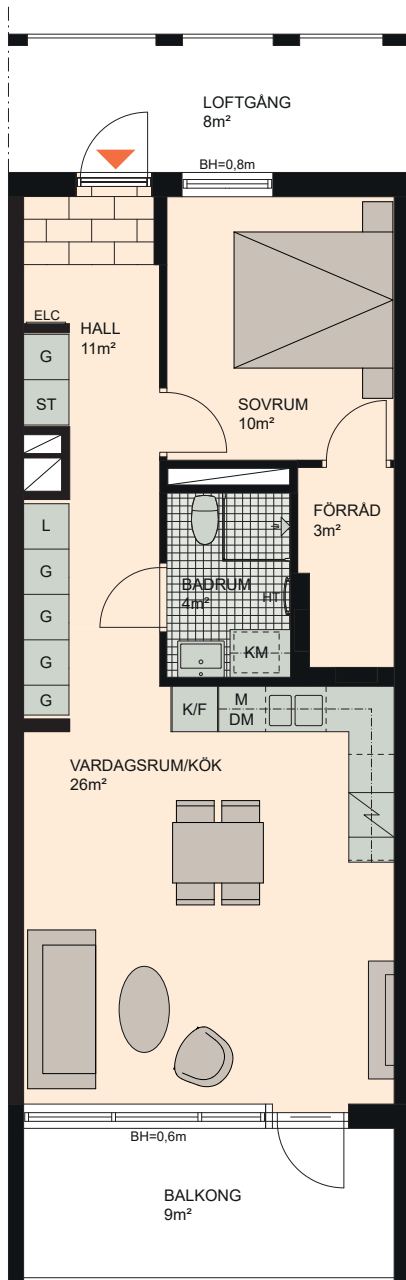 LOFTGÅNG
8m²
BH=0,8m
ELC
HALL
11m²
G
ST
SOVRUM
10m²
FÖRRÅD
3m²
L
G
G
G
G
BADRUM
4m²
HT
KM
K/F
M
DM
VARDAGSRUM/KÖK
26m²
BH=0,6m
BALKONG
9m²